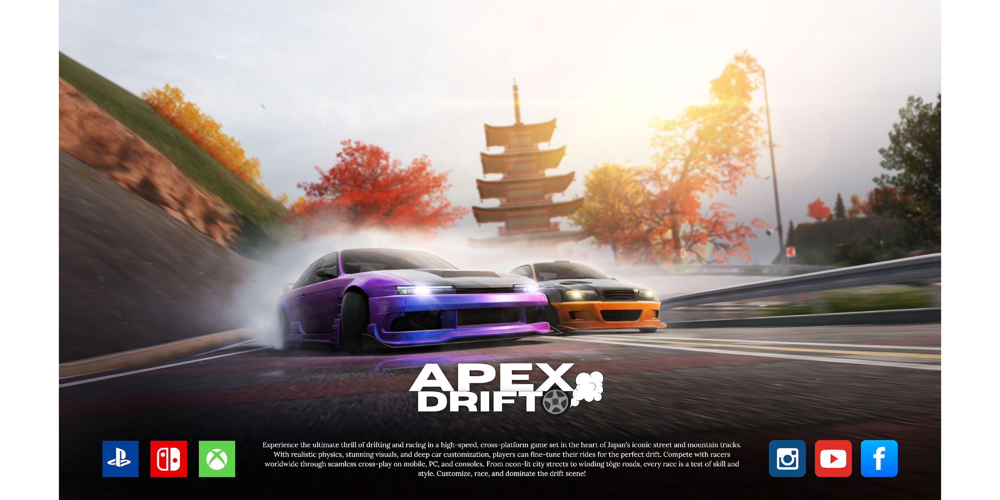 APEX
DRIFT
Experience the ultimate thrill of drifting and racing in a high-speed, cross-platform game set in the heart of Japan's iconic street and mountain tracks.
With realistic physics, stunning visuals, and deep car customization, players can fine-tune their rides for the perfect drift. Compete with racers
worldwide through seamless cross-play on mobile, PC, and consoles. From neon-lit city streets to winding tōge roads, every race is a test of skill and
style. Customize, race, and dominate the drift scene!